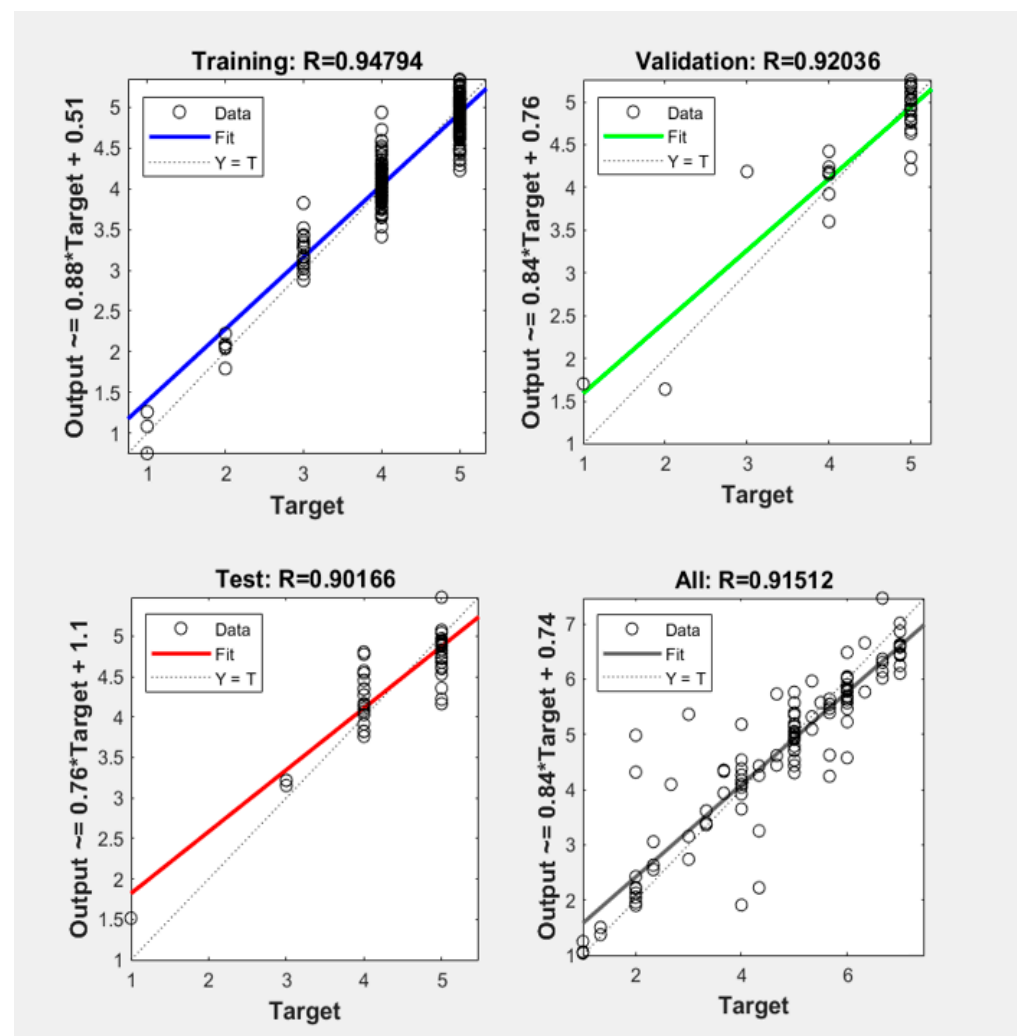 Training: R=0.94794
Output ~= 0.88*Target + 0.51
5
4.5
4
3.5
3
2.5
2
1.5
1
Data
Fit
Y = T
1 2 3 4 5
Target
Validation: R=0.92036
Output ~= 0.84*Target + 0.76
5
4.5
4
3.5
3
2.5
2
1.5
1
Data
Fit
Y = T
1 2 3 4 5
Target
Test: R=0.90166
Output ~= 0.76*Target + 1.1
5
4.5
4
3.5
3
2.5
2
1.5
1
Data
Fit
Y = T
1 2 3 4 5
Target
All: R=0.91512
Output ~= 0.84*Target + 0.74
7
6
5
4
3
2
1
Data
Fit
Y = T
2 4 6
Target